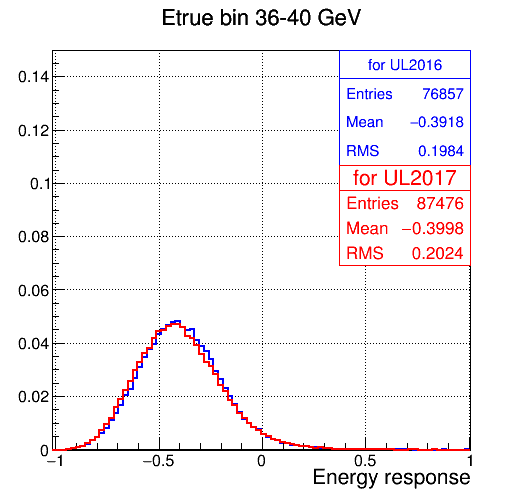 Etrue bin 36-40 GeV
for UL2016
Entries 76857
Mean −0.3918
RMS 0.1984
for UL2017
Entries 87476
Mean −0.3998
RMS 0.2024
0.14
0.12
0.1
0.08
0.06
0.04
0.02
0
−1 −0.5 0 0.5 1
Energy response